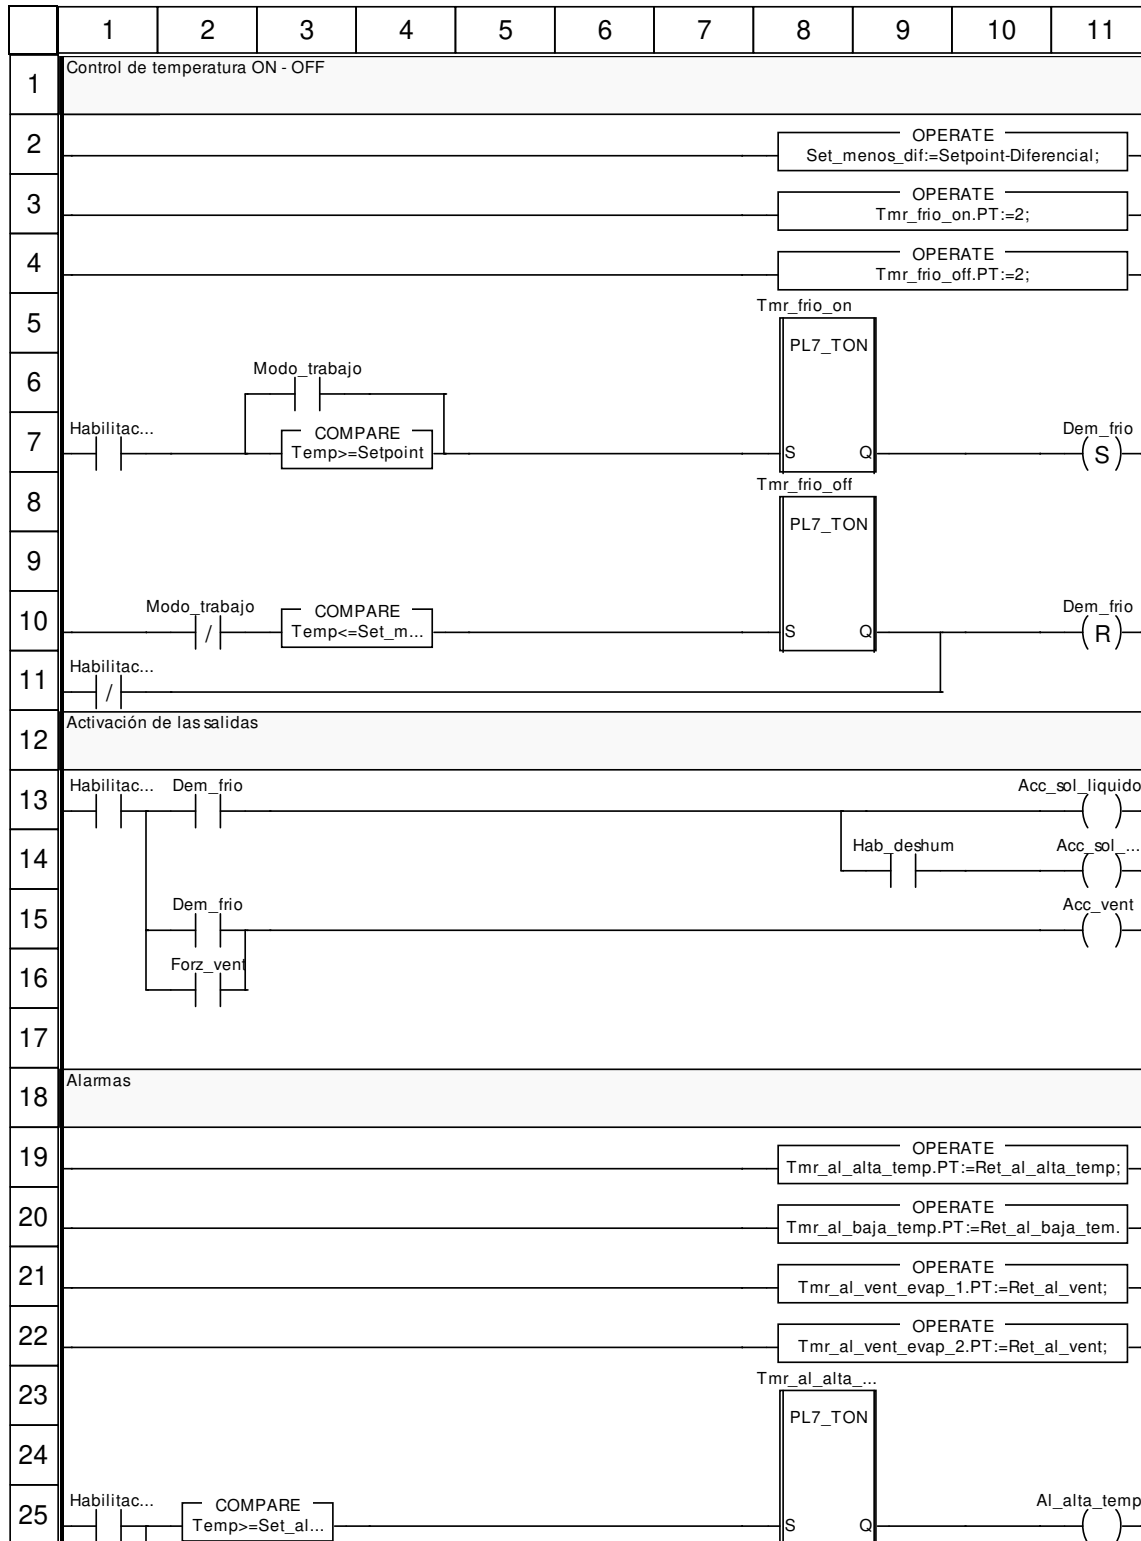 1 2 3 4 5 6 7 8 9 10 11
1 Control de temperatura ON - OFF
2 OPERATE
Set_menos_dif:=Setpoint-Diferencial;
3 OPERATE
Tmr_frio_on.PT:=2;
4 OPERATE
Tmr_frio_off.PT:=2;
5 Tmr_frio_on
PL7_TON
6 Modo_trabajo
7 Habilitac... COMPARE Dem_frio
Temp>=Setpoint S Q S
8 Tmr_frio_off
PL7_TON
9
10 Modo_trabajo COMPARE Dem_frio
/ Temp<=Set_m... S Q R
11 Habilitac...
/
12 Activación de las salidas
13 Habilitac... Dem_frio Acc_sol_liquido
14 Hab_deshum Acc_sol_...
15 Dem_frio Acc_vent
16 Forz_vent
17
18 Alarmas
19 OPERATE
Tmr_al_alta_temp.PT:=Ret_al_alta_temp;
20 OPERATE
Tmr_al_baja_temp.PT:=Ret_al_baja_tem.
21 OPERATE
Tmr_al_vent_evap_1.PT:=Ret_al_vent;
22 OPERATE
Tmr_al_vent_evap_2.PT:=Ret_al_vent;
23 Tmr_al_alta_...
PL7_TON
24
25 Habilitac... COMPARE Al_alta_temp
Temp>=Set_al... S Q